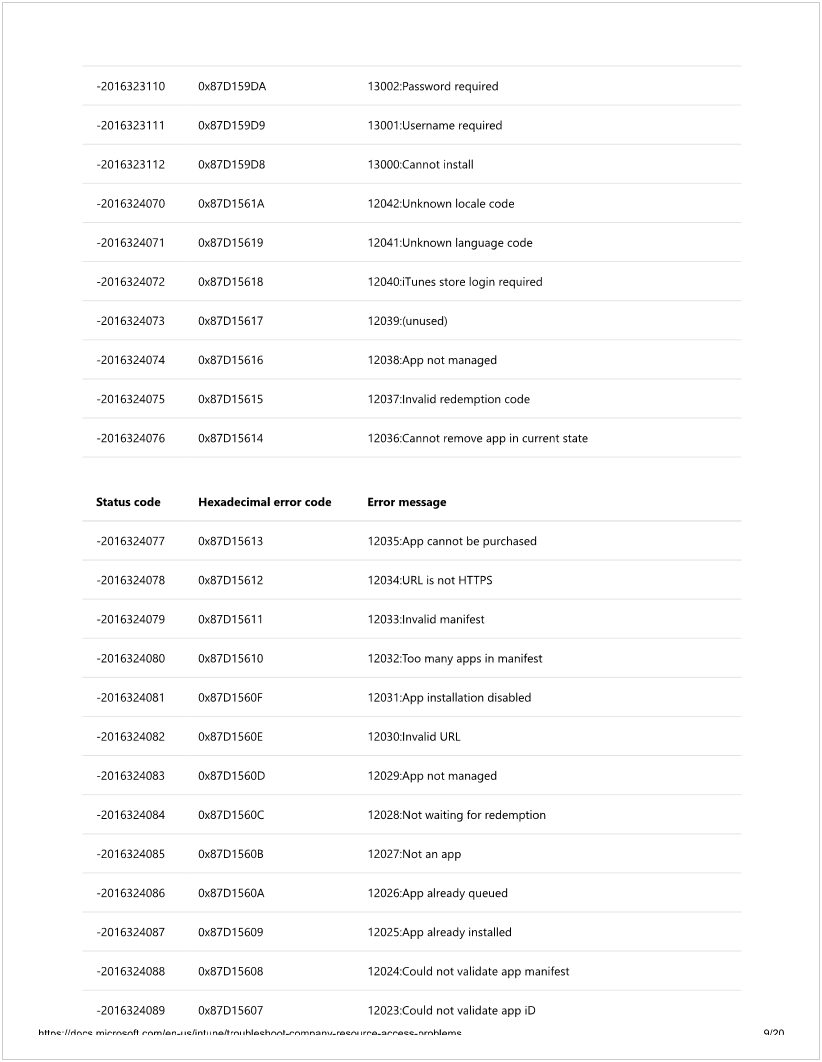 -2016323110 0x87D159DA 13002:Password required
-2016323111 0x87D159D9 13001:Username required
-2016323112 0x87D159D8 13000:Cannot install
-2016324070 0x87D1561A 12042:Unknown locale code
-2016324071 0x87D15619 12041:Unknown language code
-2016324072 0x87D15618 12040:iTunes store login required
-2016324073 0x87D15617 12039:(unused)
-2016324074 0x87D15616 12038:App not managed
-2016324075 0x87D15615 12037:Invalid redemption code
-2016324076 0x87D15614 12036:Cannot remove app in current state
Status code Hexadecimal error code Error message
-2016324077 0x87D15613 12035:App cannot be purchased
-2016324078 0x87D15612 12034:URL is not HTTPS
-2016324079 0x87D15611 12033:Invalid manifest
-2016324080 0x87D15610 12032:Too many apps in manifest
-2016324081 0x87D1560F 12031:App installation disabled
-2016324082 0x87D1560E 12030:Invalid URL
-2016324083 0x87D1560D 12029:App not managed
-2016324084 0x87D1560C 12028:Not waiting for redemption
-2016324085 0x87D1560B 12027:Not an app
-2016324086 0x87D1560A 12026:App already queued
-2016324087 0x87D15609 12025:App already installed
-2016324088 0x87D15608 12024:Could not validate app manifest
-2016324089 0x87D15607 12023:Could not validate app iD
https://docs.microsoft.com/en-us/intune/troubleshoot-company-resource-access-problems 9/20